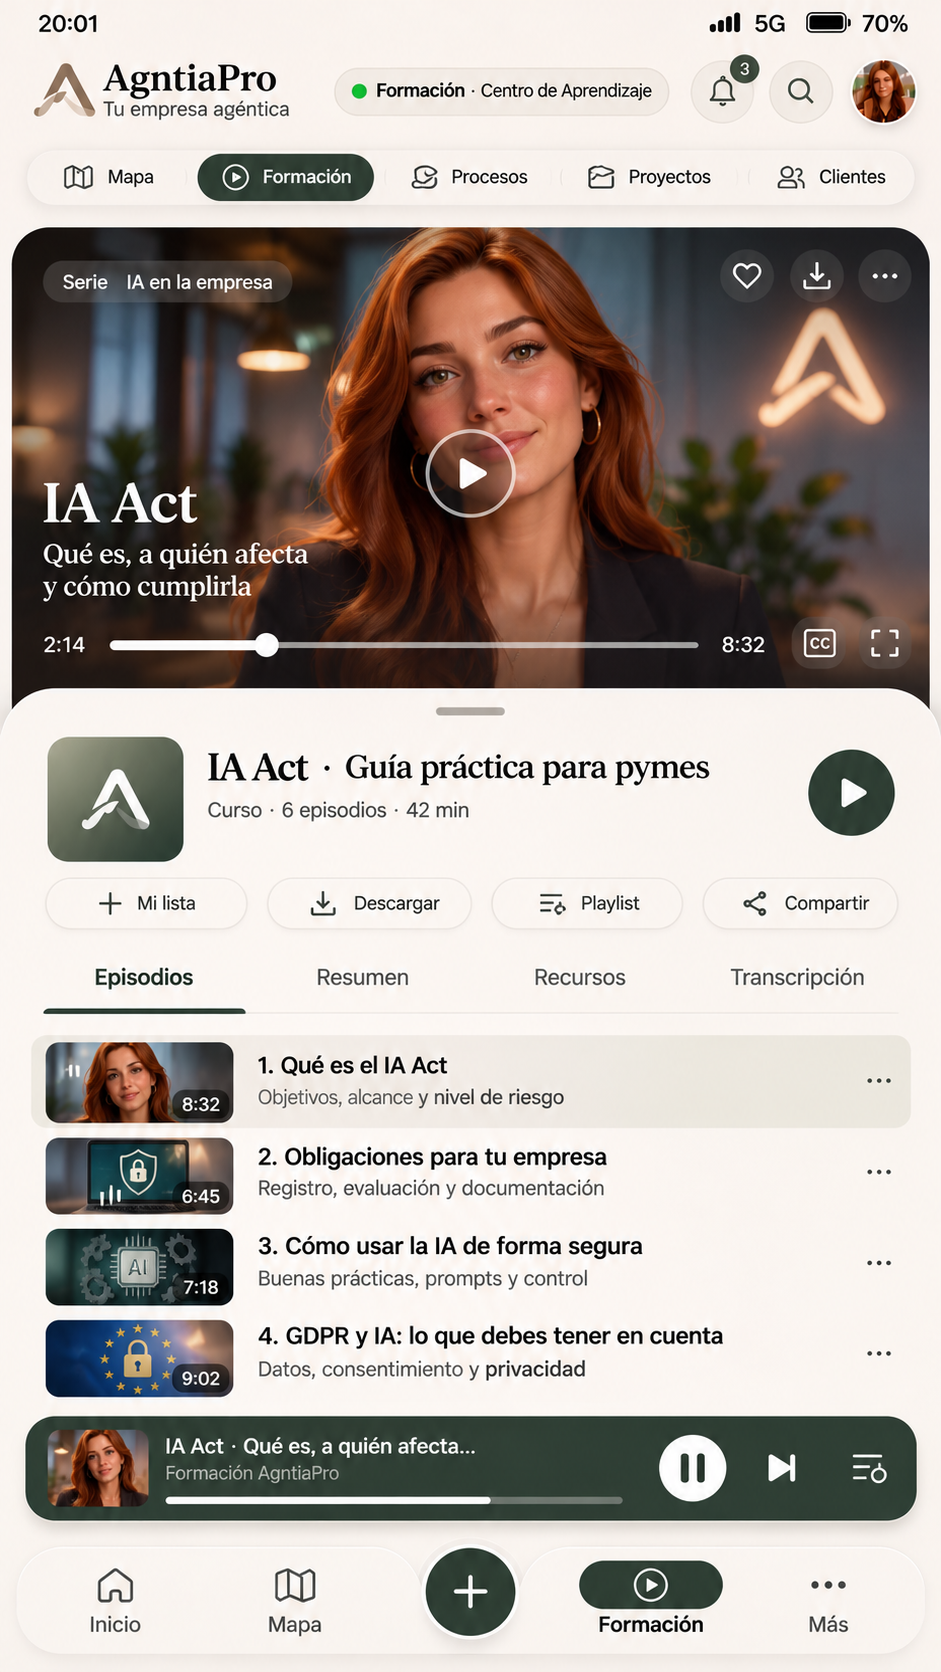 20:01
5G
70%
AgntiaPro
Tu empresa agéntica
Formación · Centro de Aprendizaje
3
Mapa
Formación
Procesos
Proyectos
Clientes
Serie IA en la empresa
IA Act
Qué es, a quién afecta
y cómo cumplirla
2:14
8:32
CC
IA Act · Guía práctica para pymes
Curso · 6 episodios · 42 min
Mi lista
Descargar
Playlist
Compartir
Episodios
Resumen
Recursos
Transcripción
8:32
1. Qué es el IA Act
Objetivos, alcance y nivel de riesgo
6:45
2. Obligaciones para tu empresa
Registro, evaluación y documentación
AI
7:18
3. Cómo usar la IA de forma segura
Buenas prácticas, prompts y control
9:02
4. GDPR y IA: lo que debes tener en cuenta
Datos, consentimiento y privacidad
IA Act · Qué es, a quién afecta...
Formación AgntiaPro
Inicio
Mapa
Formación
Más